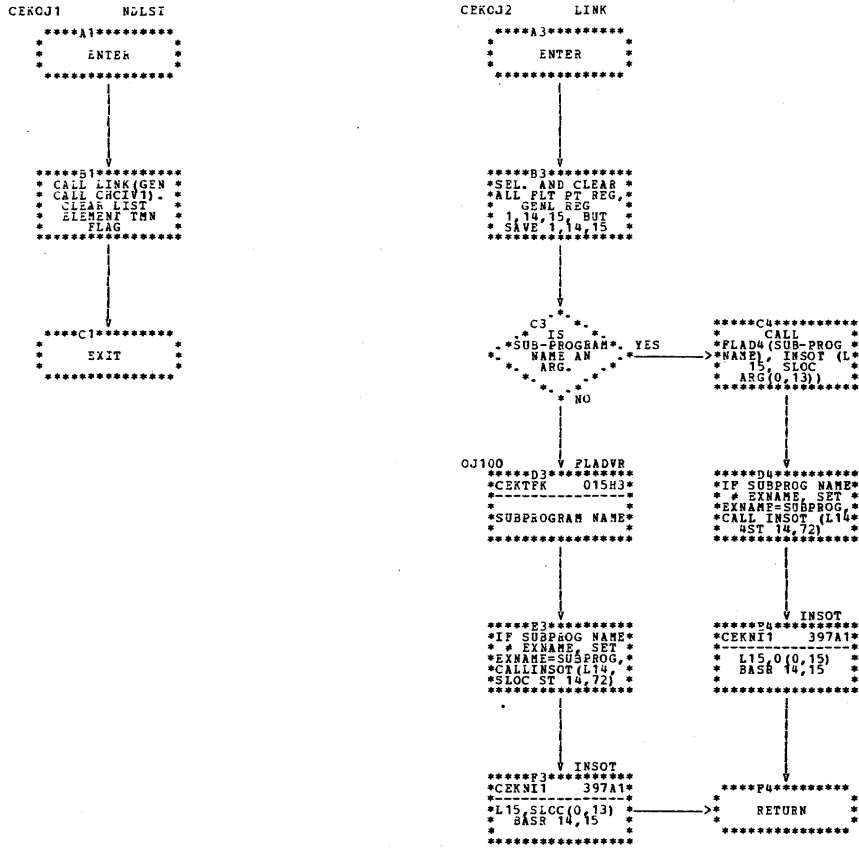 CEKOJ1 NDLST
****A1*********
ENTER
*****B1**********
CALL LINK(GEN
CALL CHCIV1).
CLEAR LIST
ELEMENT TMN
FLAG
****C1*********
EXIT
CEKOJ2 LINK
****A3*********
ENTER
*****B3**********
*SEL. AND CLEAR *
*ALL FLT PT REG,*
GENL REG
* 1,14,15, BUT *
* SAVE 1,14,15 *
C3
IS
*SUB-PROGRAM*
NAME AN
ARG.
YES
NO
*****C4**********
CALL
*FLAD4(SUB-PROG *
*NAME), INSOT (L*
15, SLOC
ARG(0,13))
OJ100 FLADVR
*****D3**********
*CEKTFK 015H3*
*SUBPROGRAM NAME*
*****D4**********
*IF SUBPROG NAME*
* ≠ EXNAME, SET *
*EXNAME=SUBPROG,*
*CALL INSOT (L14*
4ST 14,72)
*****E3**********
*IF SUBPROG NAME*
* ≠ EXNAME, SET *
*EXNAME=SUBPROG,*
*CALLINSOT(L14, *
*SLOC ST 14,72) *
INSOT
*****E4**********
*CEKNI1 397A1*
L15,0(0,15)
BASR 14,15
INSOT
*****F3**********
*CEKNI1 397A1*
*L15,SLCC(0,13) *
BASR 14,15
****F4*********
RETURN